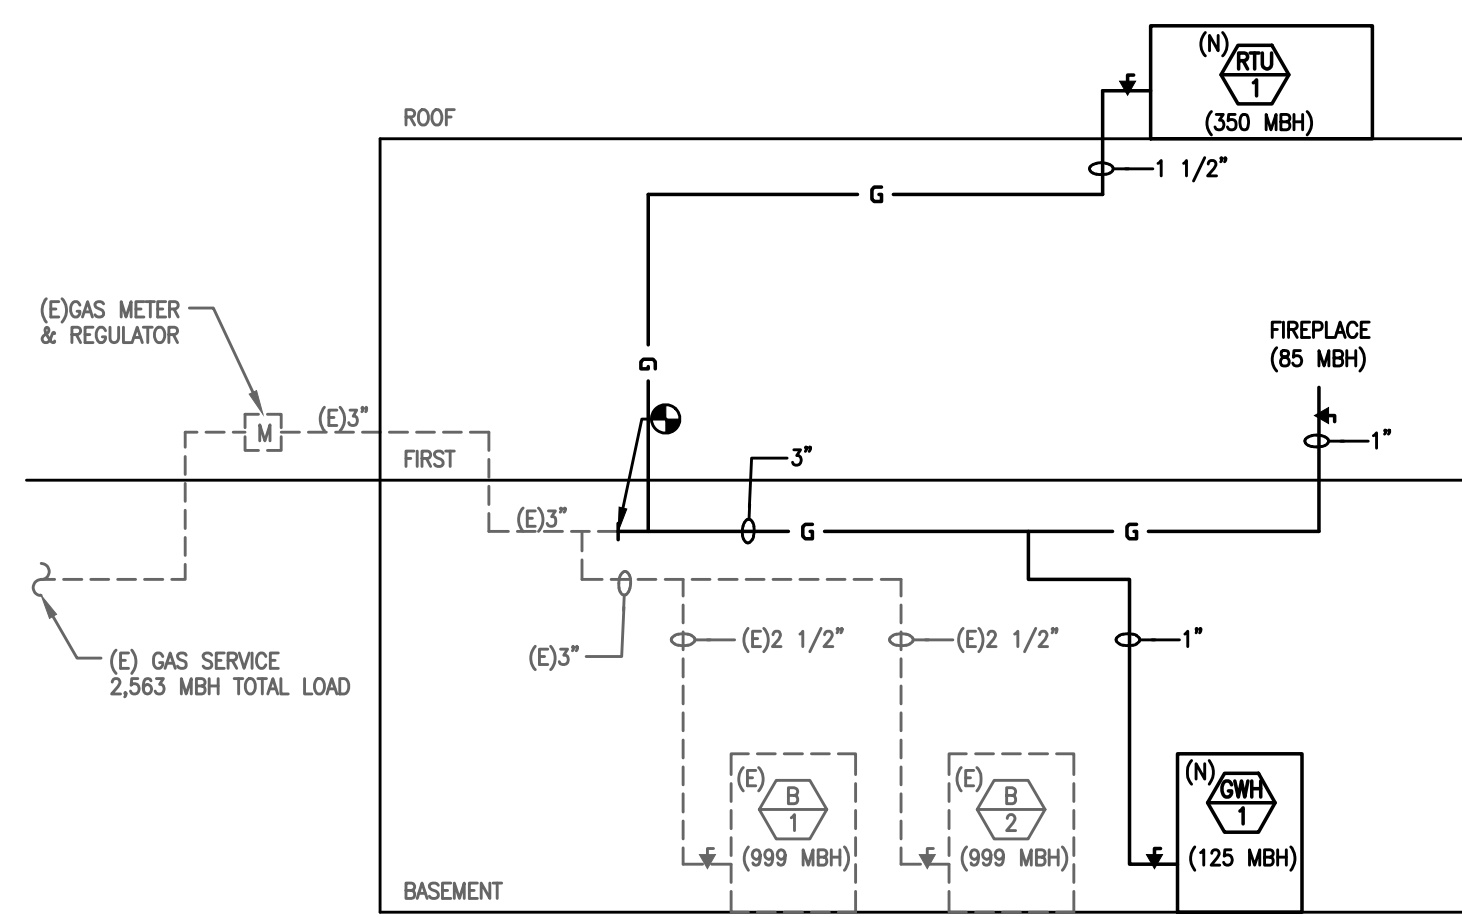 (N)
RTU
1
(350 MBH)
ROOF
1 1/2”
G
(E)GAS METER
& REGULATOR
FIREPLACE
(85 MBH)
G
M
(E)3”
1”
FIRST
3”
(E)3”
G
G
(E)3”
(E)2 1/2”
(E)2 1/2”
1”
(E) GAS SERVICE
2,563 MBH TOTAL LOAD
(E)
B
1
(999 MBH)
(E)
B
2
(999 MBH)
(N)
GWH
1
(125 MBH)
BASEMENT